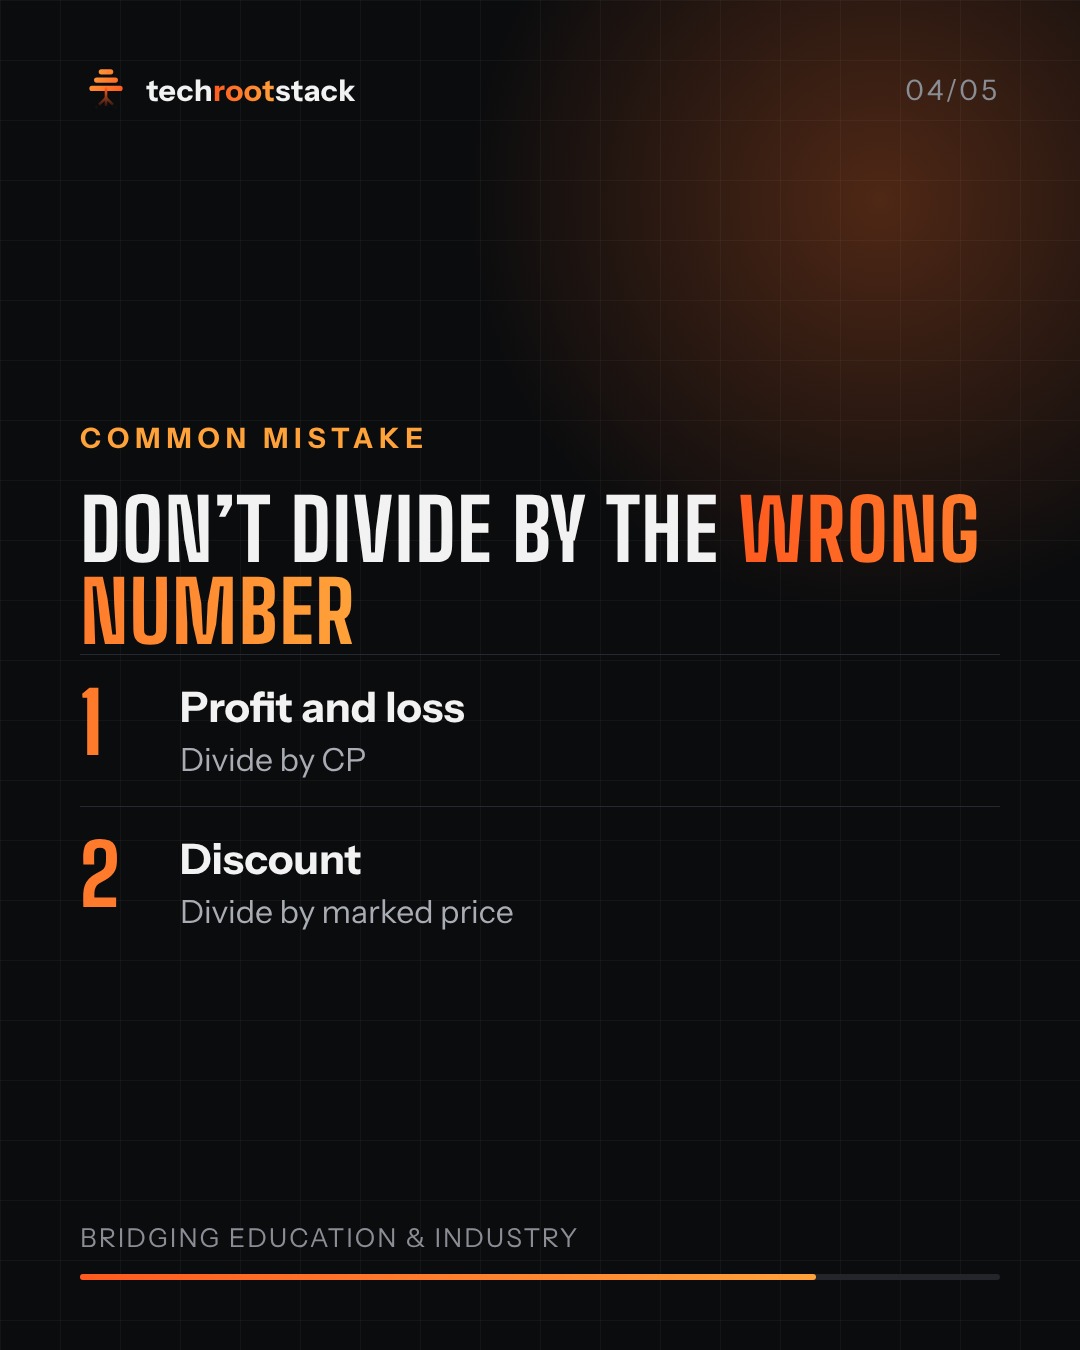 techrootstack
04/05
COMMON MISTAKE
DON’T DIVIDE BY THE WRONG
NUMBER
1
Profit and loss
Divide by CP
2
Discount
Divide by marked price
BRIDGING EDUCATION & INDUSTRY